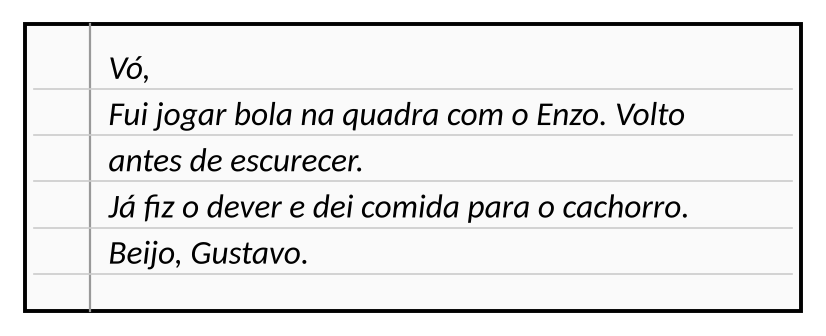 Vó,
Fui jogar bola na quadra com o Enzo. Volto
antes de escurecer.
Já fiz o dever e dei comida para o cachorro.
Beijo, Gustavo.